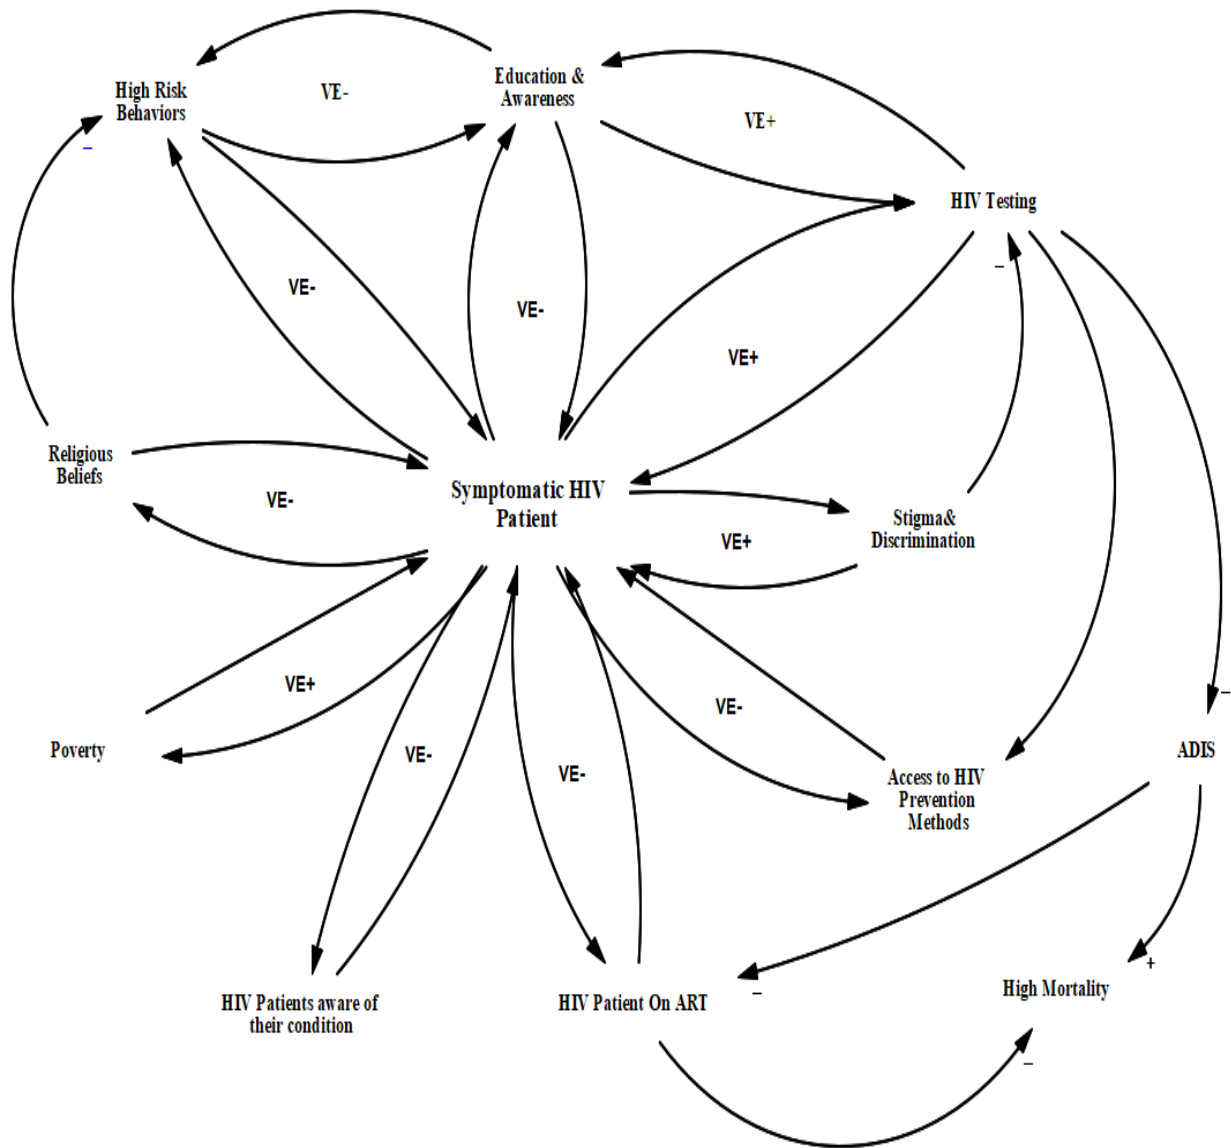 Education &
Awareness
High Risk
Behaviors
VE-
VE+
–
HIV Testing
–
VE-
VE-
VE+
Religious
Beliefs
VE-
Symptomatic HIV
Patient
Stigma&
Discrimination
VE+
VE+
VE-
–
Poverty
VE-
VE-
ADIS
Access to HIV
Prevention
Methods
+
–
High Mortality
HIV Patients aware of
their condition
HIV Patient On ART
–